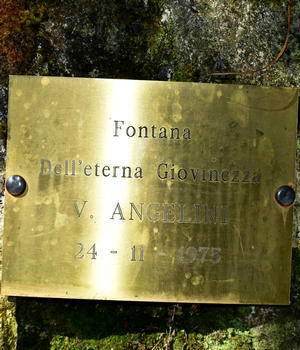 Fontana
Dell'eterna Giovinezza
V. ANGELINI
24 - 11 - 1975